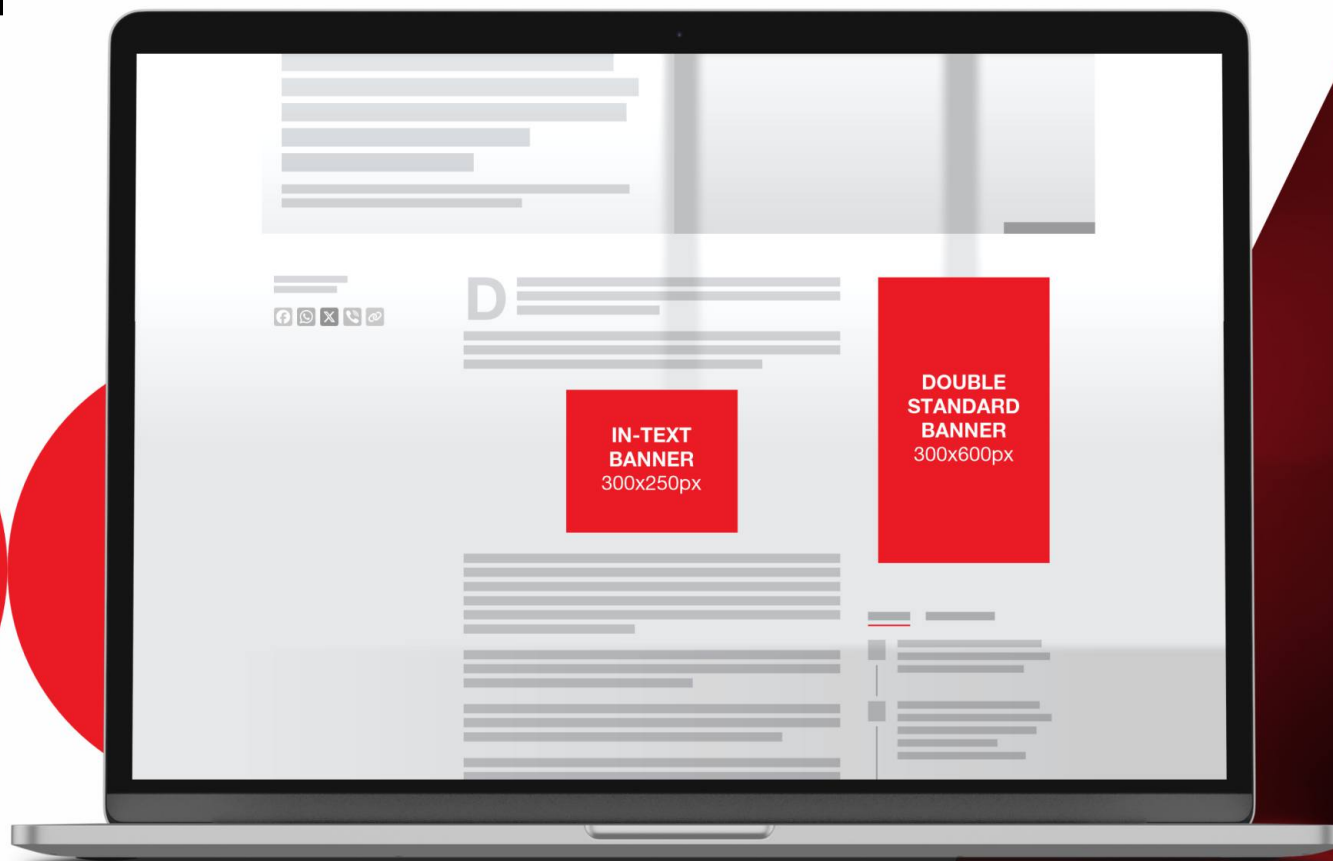 D
IN-TEXT
BANNER
300x250px
DOUBLE
STANDARD
BANNER
300x600px